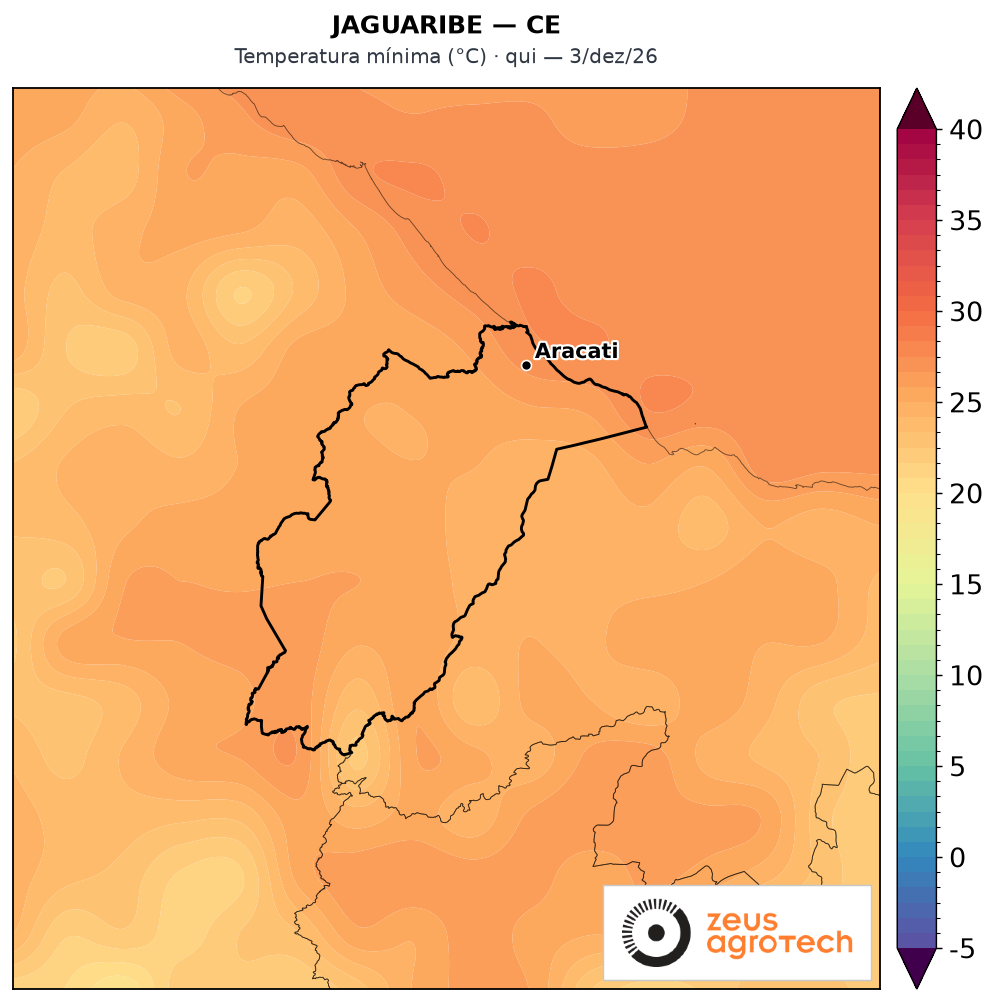 JAGUARIBE — CE
Temperatura mínima (°C) · qui — 3/dez/26
Aracati
40
35
30
25
20
15
10
5
0
-5
zeus
agrotech